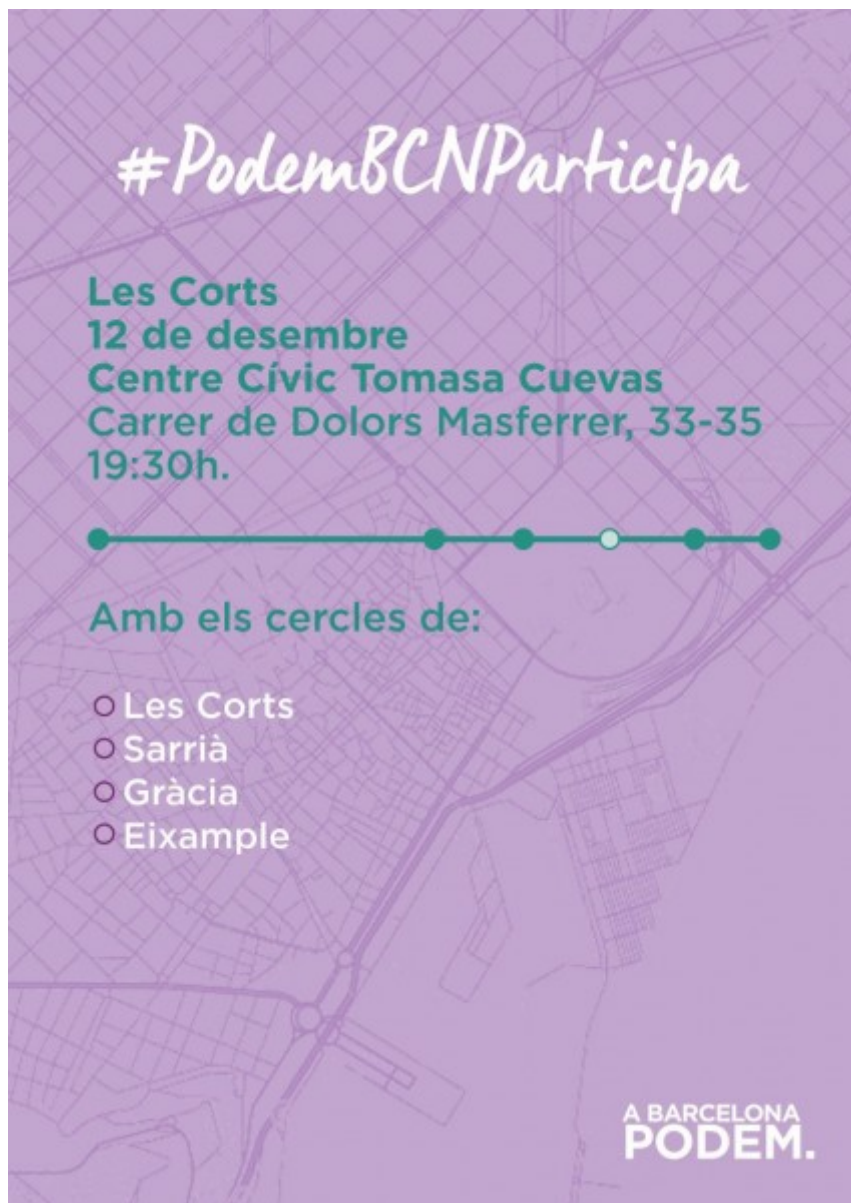 #PodemBCNParticipa
Les Corts
12 de desembre
Centre Cívic Tomasa Cuevas
Carrer de Dolors Masferrer, 33-35
19:30h.
Amb els cercles de:
Les Corts
Sarrià
Gràcia
Eixample
A BARCELONA
PODEM.